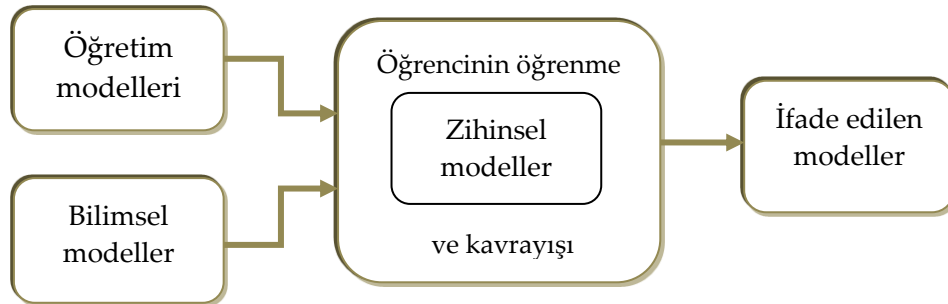 Öğretim
modelleri
Bilimsel
modeller
Öğrencinin öğrenme
Zihinsel
modeller
ve kavrayışı
İfade edilen
modeller